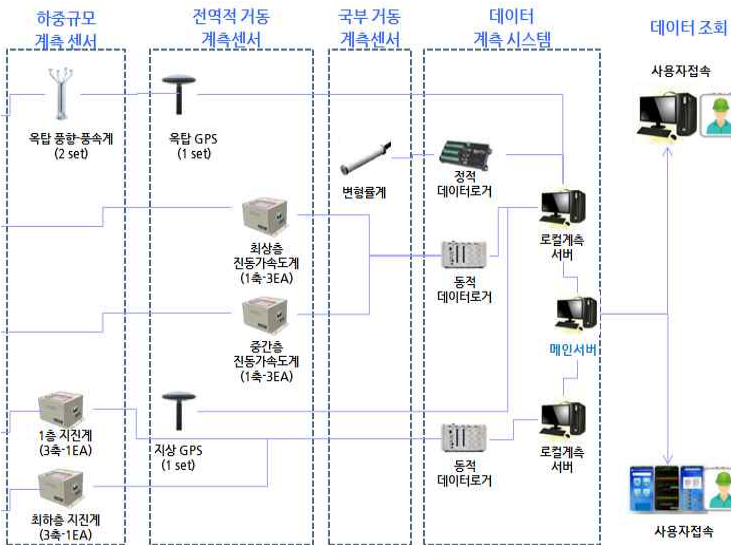 하중규모
계측 센서
전역적 거동
계측센서
국부 거동
계측센서
데이터
계측 시스템
데이터 조회
사용자접속
옥탑 풍향·풍속계
(2 set)
옥탑 GPS
(1 set)
변형률계
정적
데이터로거
최상층
진동가속도계
(1축-3EA)
동적
데이터로거
로컬계측
서버
중간층
진동가속도계
(1축-3EA)
메인서버
1층 지진계
(3축-1EA)
지상 GPS
(1 set)
동적
데이터로거
로컬계측
서버
최하층 지진계
(3축-1EA)
사용자접속